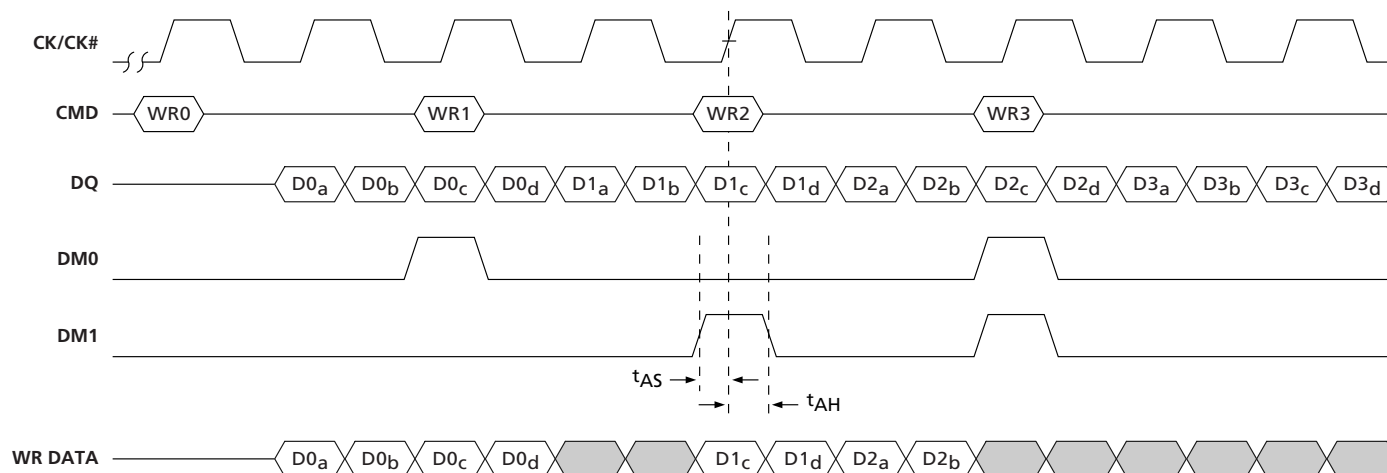 CK/CK#
CMD WR0 WR1 WR2 WR3
DQ D0a D0b D0c D0d D1a D1b D1c D1d D2a D2b D2c D2d D3a D3b D3c D3d
DM0
DM1
tAS
tAH
WR DATA D0a D0b D0c D0d D1c D1d D2a D2b